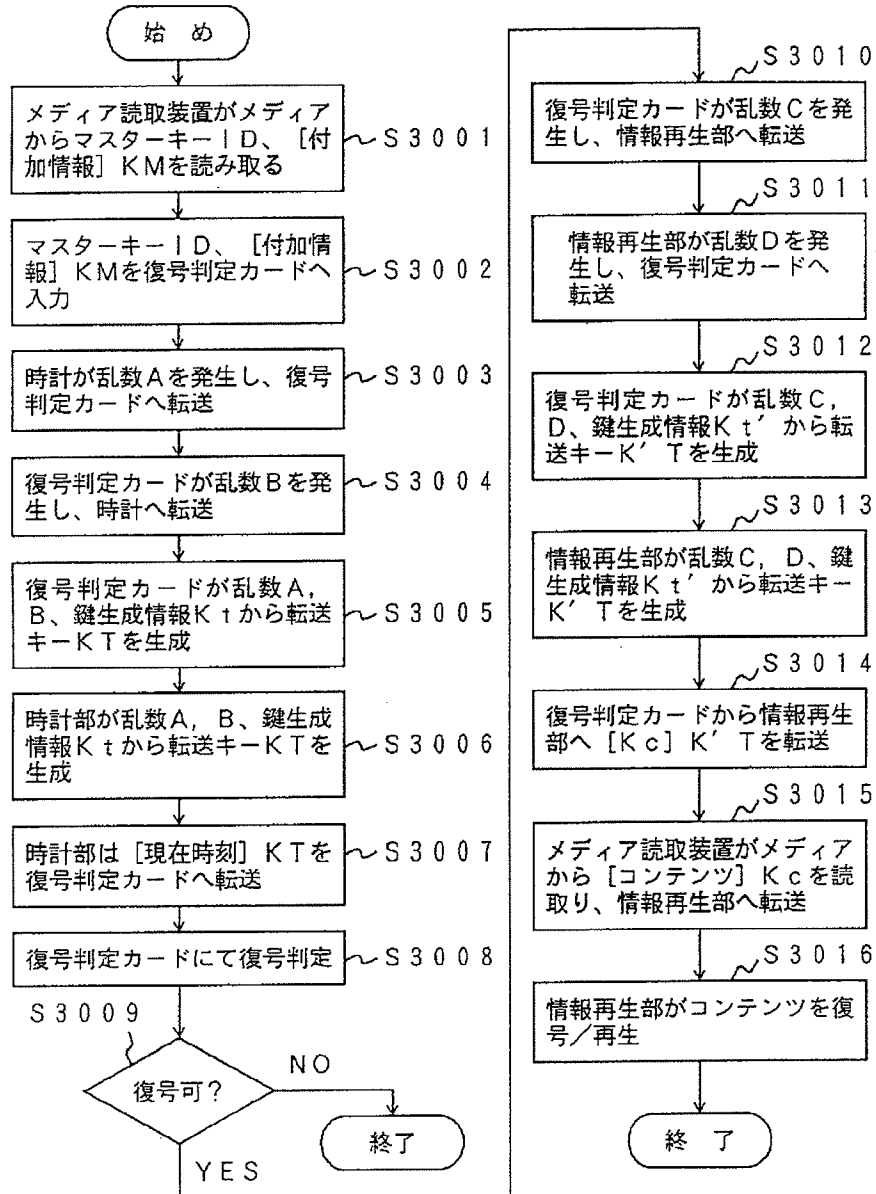 始め
メディア読取装置がメディア
からマスターキーID、[付
加情報]KMを読み取る
S3001
マスターキーID、[付加情
報]KMを復号判定カードへ
入力
S3002
時計が乱数Aを発生し、復号
判定カードへ転送
S3003
復号判定カードが乱数Bを発
生し、時計へ転送
S3004
復号判定カードが乱数A,
B、鍵生成情報Ktから転送
キーKTを生成
S3005
時計部が乱数A, B、鍵生成
情報Ktから転送キーKTを
生成
S3006
時計部は[現在時刻]KTを
復号判定カードへ転送
S3007
復号判定カードにて復号判定
S3008
S3009
復号可?
NO
終了
YES
S3010
復号判定カードが乱数Cを発
生し、情報再生部へ転送
S3011
情報再生部が乱数Dを発
生し、復号判定カードへ
転送
S3012
復号判定カードが乱数C,
D、鍵生成情報Kt′から転
送キーK′Tを生成
S3013
情報再生部が乱数C, D、鍵
生成情報Kt′から転送キー
K′Tを生成
S3014
復号判定カードから情報再生
部へ[Kc]K′Tを転送
S3015
メディア読取装置がメディア
から[コンテンツ]Kcを読
取り、情報再生部へ転送
S3016
情報再生部がコンテンツを復
号/再生
終了